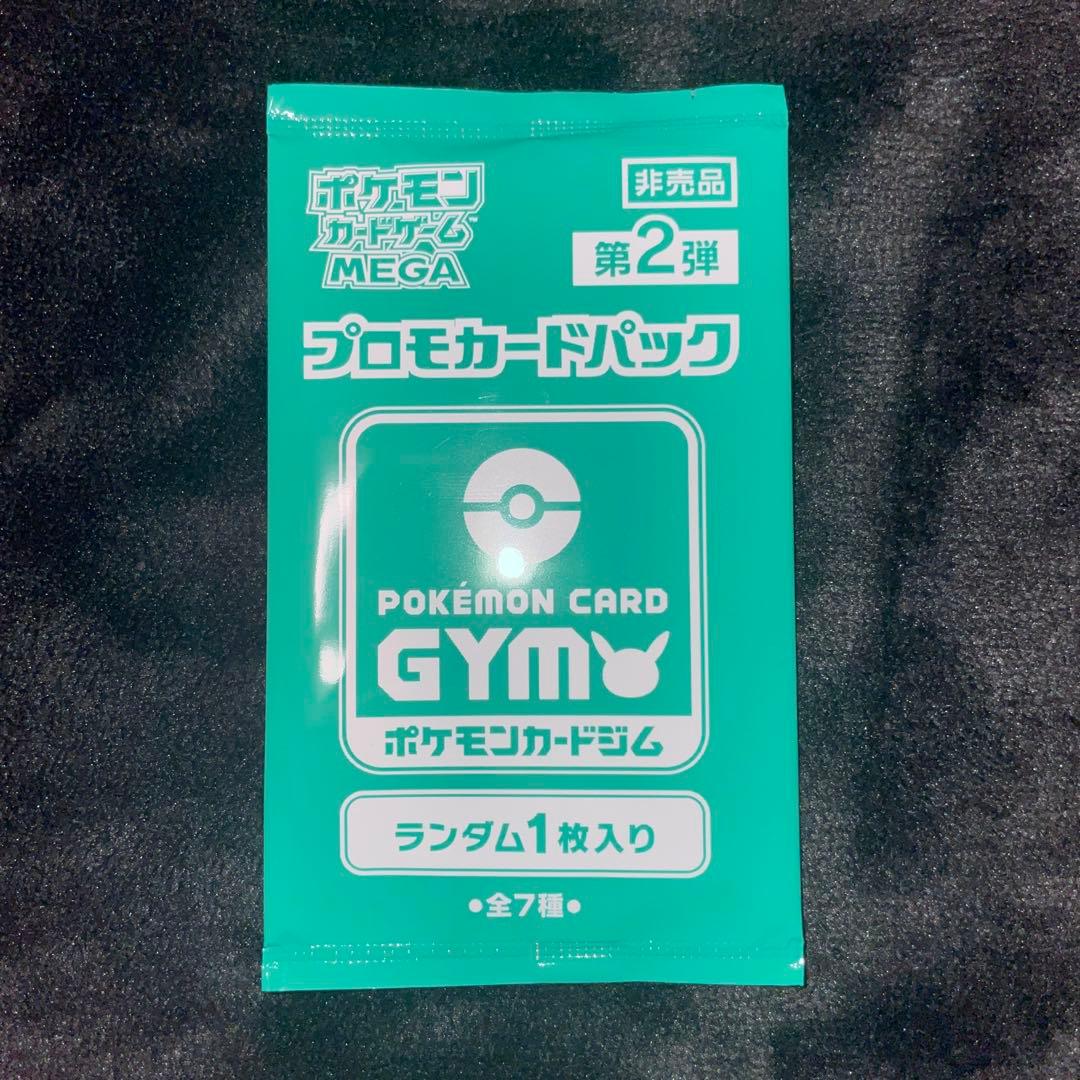 ポケモン
カードゲーム™
MEGA
非売品
第2弾
プロモカードパック
POKÉMON CARD
GYM
ポケモンカードジム
ランダム1枚入り
●全7種●